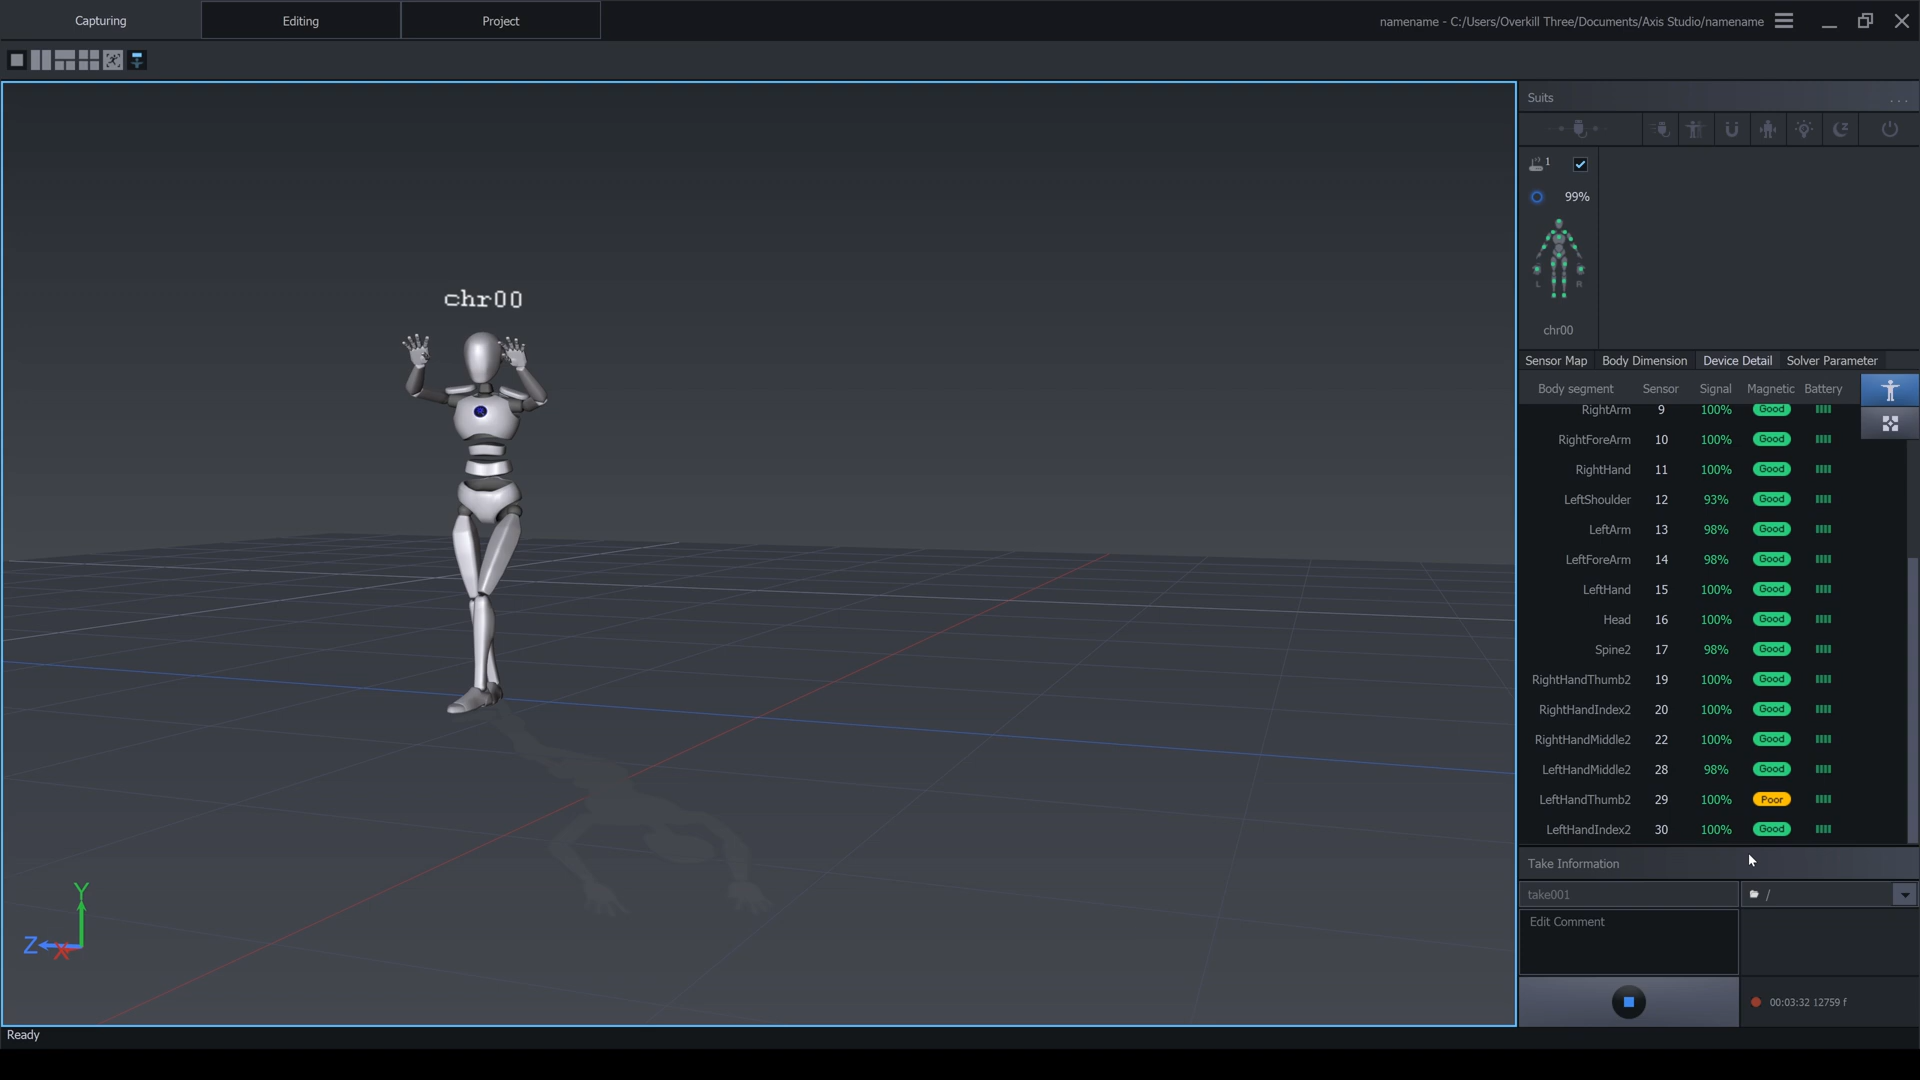 Capturing
Editing
Project
namename - C:/Users/Overkill Three/Documents/Axis Studio/namename
Suits
...
1
99%
L R
chr00
chr00
Sensor Map Body Dimension Device Detail Solver Parameter
Body segment Sensor Signal Magnetic Battery
RightArm 9 100% Good
RightForeArm 10 100% Good
RightHand 11 100% Good
LeftShoulder 12 93% Good
LeftArm 13 98% Good
LeftForeArm 14 98% Good
LeftHand 15 100% Good
Head 16 100% Good
Spine2 17 98% Good
RightHandThumb2 19 100% Good
RightHandIndex2 20 100% Good
RightHandMiddle2 22 100% Good
LeftHandMiddle2 28 98% Good
LeftHandThumb2 29 100% Poor
LeftHandIndex2 30 100% Good
Take Information
take001
/
Edit Comment
00:03:32 12759 f
Y
Z
X
Ready